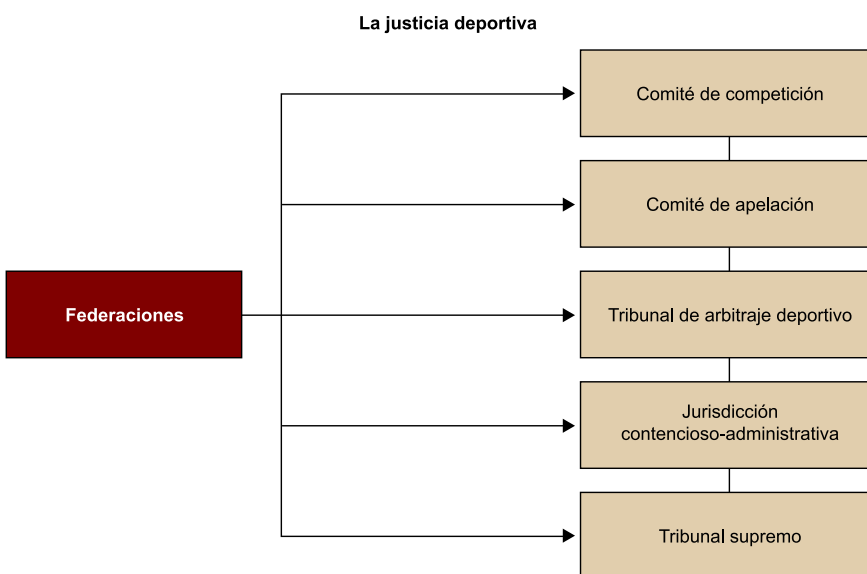 La justicia deportiva
Comité de competición
Comité de apelación
Federaciones
Tribunal de arbitraje deportivo
Jurisdicción
contencioso-administrativa
Tribunal supremo